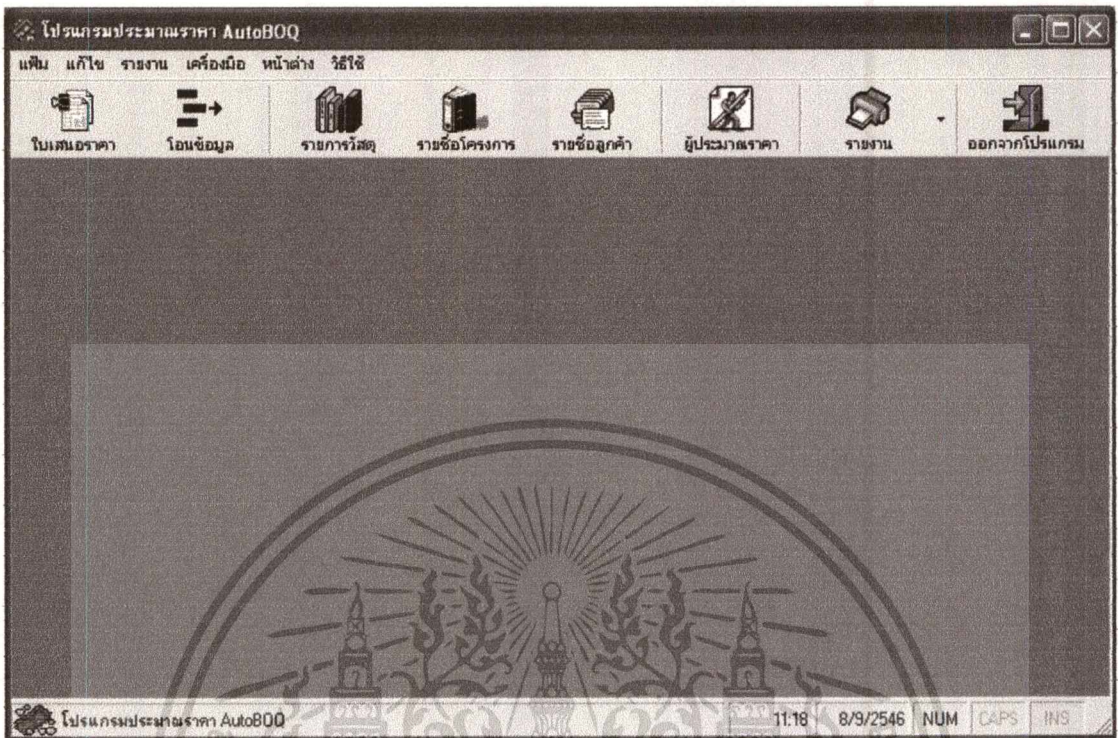 โปรแกรมประมาณราคา AutoBOQ
แฟ้ม แก้ไข รายงาน เครื่องมือ หน้าต่าง วิธีใช้
ใบเสนอราคา โอนข้อมูล รายการวัสดุ รายชื่อโครงการ รายชื่อลูกค้า ผู้ประมาณราคา รายงาน ออกจากโปรแกรม
โปรแกรมประมาณราคา AutoBOQ 11:18 8/9/2546 NUM CAPS INS